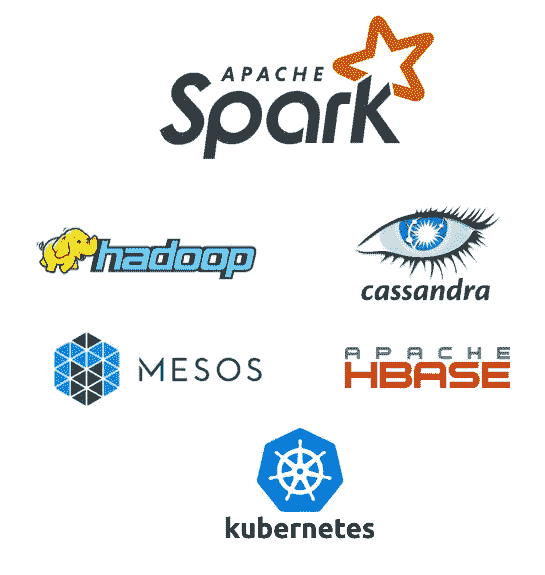 APACHE
Spark
hadoop
cassandra
MESOS
APACHE
HBASE
kubernetes